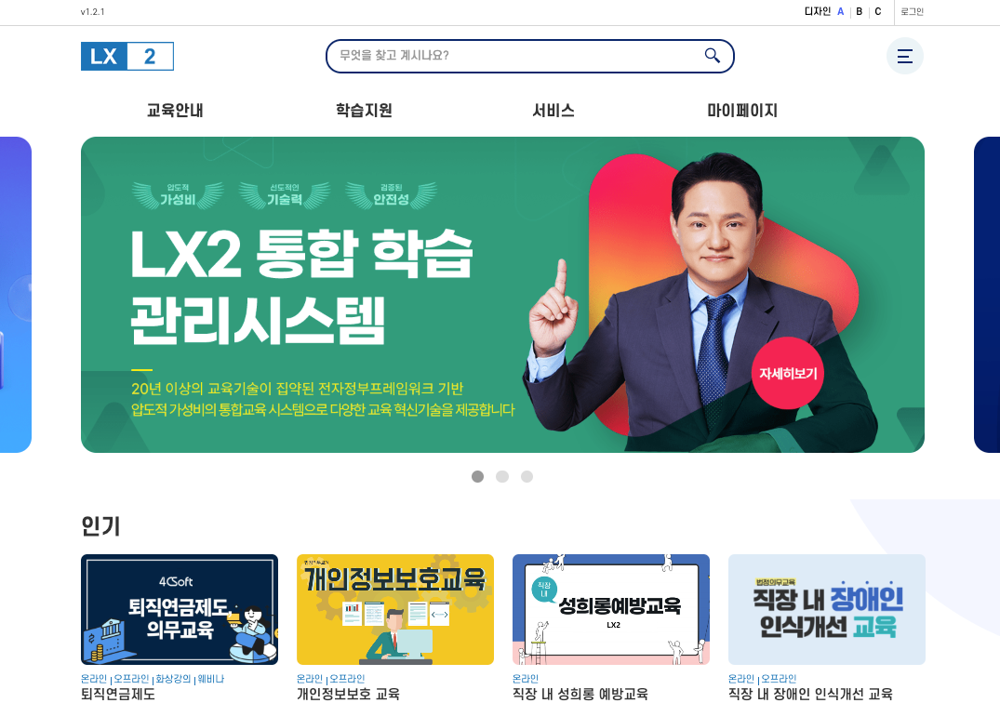 v1.2.1
디자인 A B C 로그인
LX 2
무엇을 찾고 계시나요?
교육안내 학습지원 서비스 마이페이지
압도적 신도적인 검증된
가성비 기술력 안전성
LX2 통합 학습
관리시스템
20년 이상의 교육기술이 집약된 전자정부프레임워크 기반
압도적 가성비의 통합교육 시스템으로 다양한 교육 혁신기술을 제공합니다
자세히보기
인기
4CSoft
퇴직연금제도
의무교육
개인정보보호교육
직장
내
성희롱예방교육
LX2
법정의무교육
직장 내 장애인
인식개선 교육
온라인 오프라인 화상강의 웨비나
퇴직연금제도
온라인 오프라인
개인정보보호 교육
온라인
직장 내 성희롱 예방교육
온라인 오프라인
직장 내 장애인 인식개선 교육